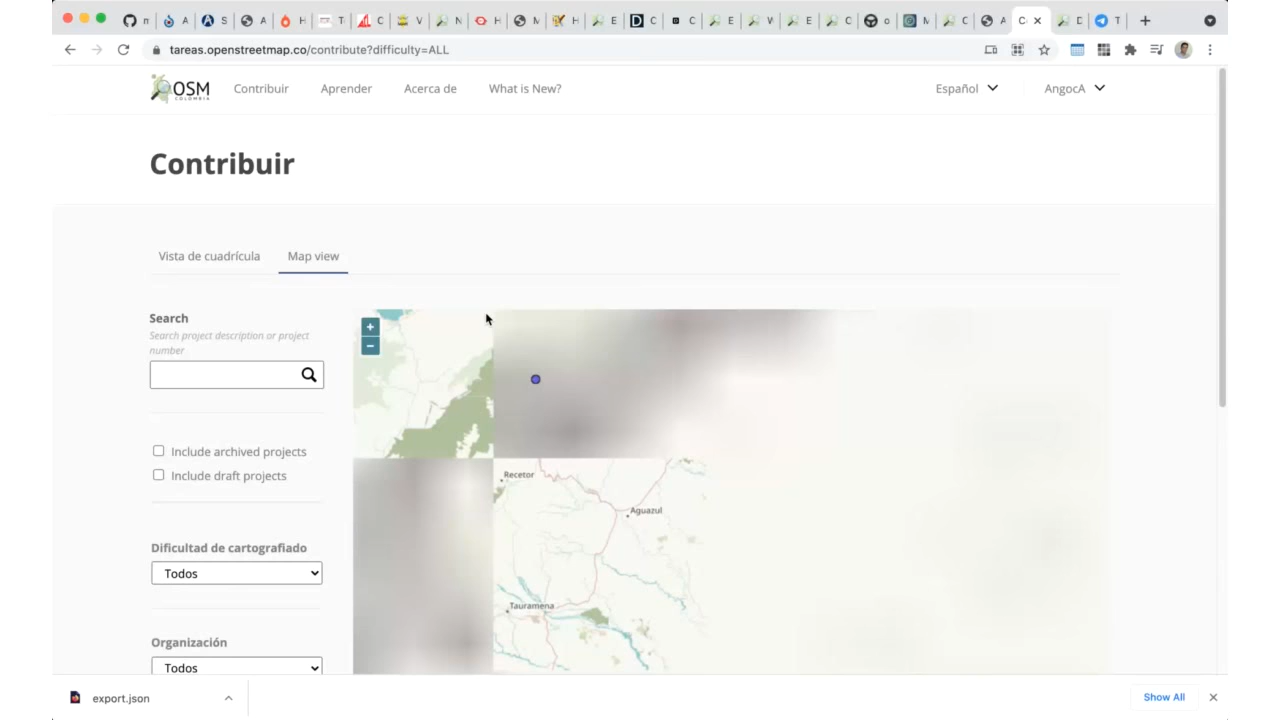 m A S A H T C V N H M H E C C E V E C o M C A C D T
tareas.openstreetmap.co/contribute?difficulty=ALL
OSM Contribuir Aprender Acerca de What is New? Español AngocA
COLOMBIA
Contribuir
Vista de cuadrícula Map view
Search
Search project description or project
number
+
−
Include archived projects
Include draft projects
Recetor
Aguazul
Dificultad de cartografiado
Todos
Tauramena
Organización
Todos
export.json Show All